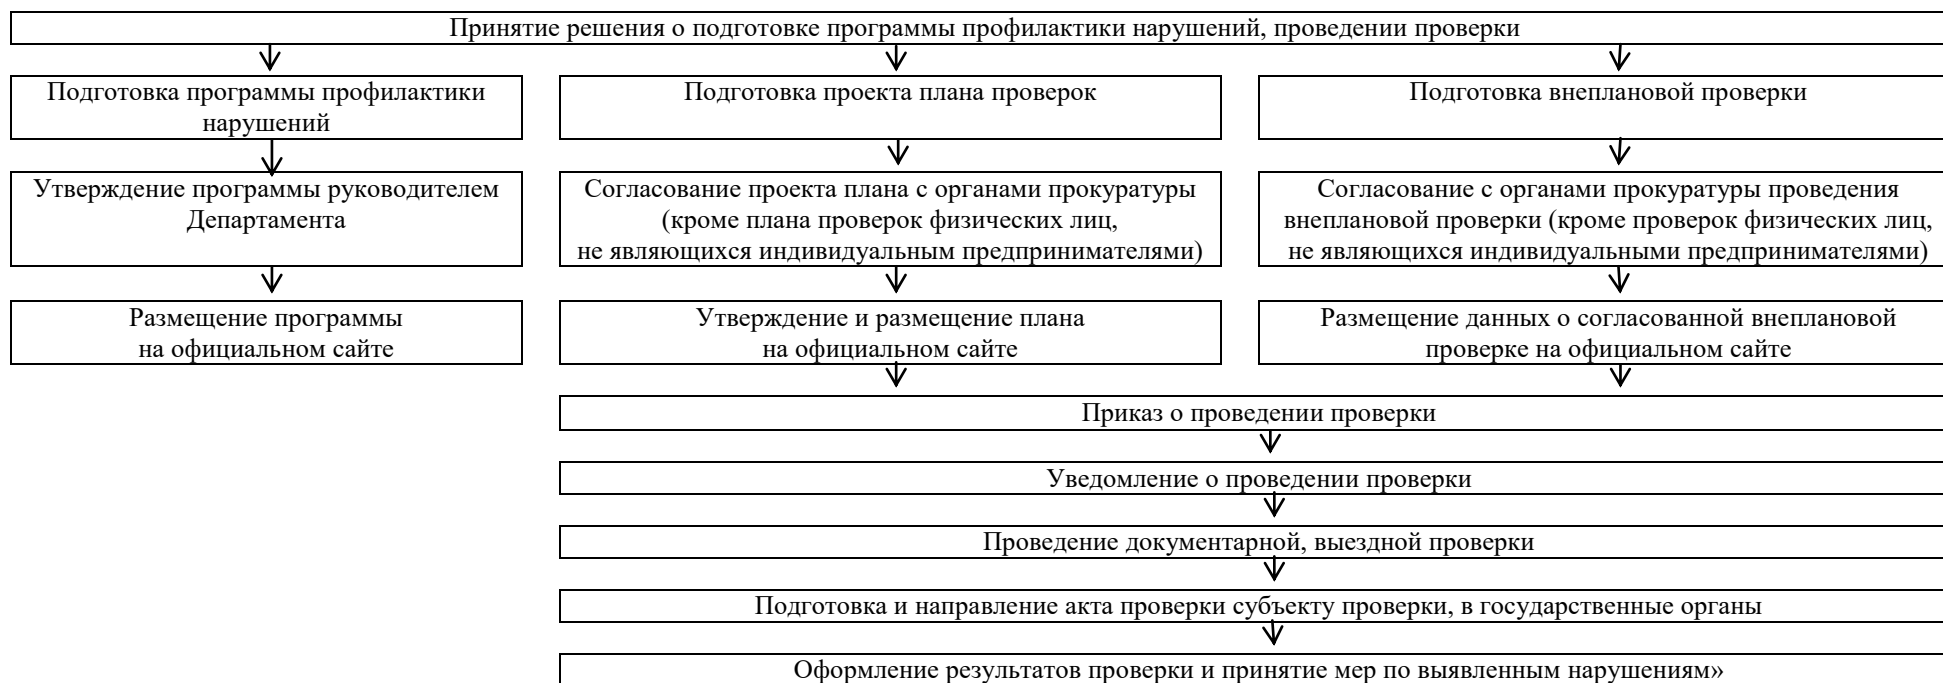 Принятие решения о подготовке программы профилактики нарушений, проведении проверки
Подготовка программы профилактики
нарушений
Подготовка проекта плана проверок
Подготовка внеплановой проверки
Утверждение программы руководителем
Департамента
Согласование проекта плана с органами прокуратуры
(кроме плана проверок физических лиц,
не являющихся индивидуальным предпринимателями)
Согласование с органами прокуратуры проведения
внеплановой проверки (кроме проверок физических лиц,
не являющихся индивидуальными предпринимателями)
Размещение программы
на официальном сайте
Утверждение и размещение плана
на официальном сайте
Размещение данных о согласованной внеплановой
проверке на официальном сайте
Приказ о проведении проверки
Уведомление о проведении проверки
Проведение документарной, выездной проверки
Подготовка и направление акта проверки субъекту проверки, в государственные органы
Оформление результатов проверки и принятие мер по выявленным нарушениям»